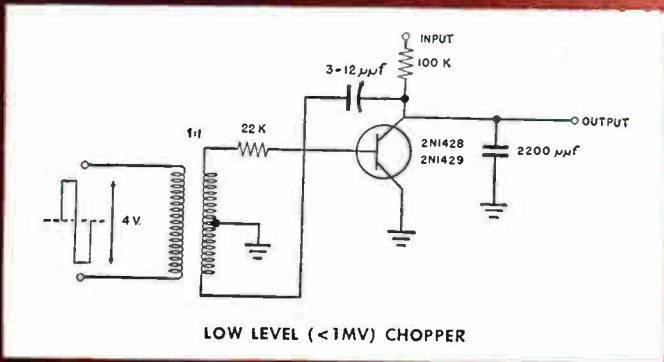 INPUT
100 K
3-12 µµf
OUTPUT
1:1
22 K
2N1428
2N1429
2200 µµf
4 V.
LOW LEVEL (<1MV) CHOPPER